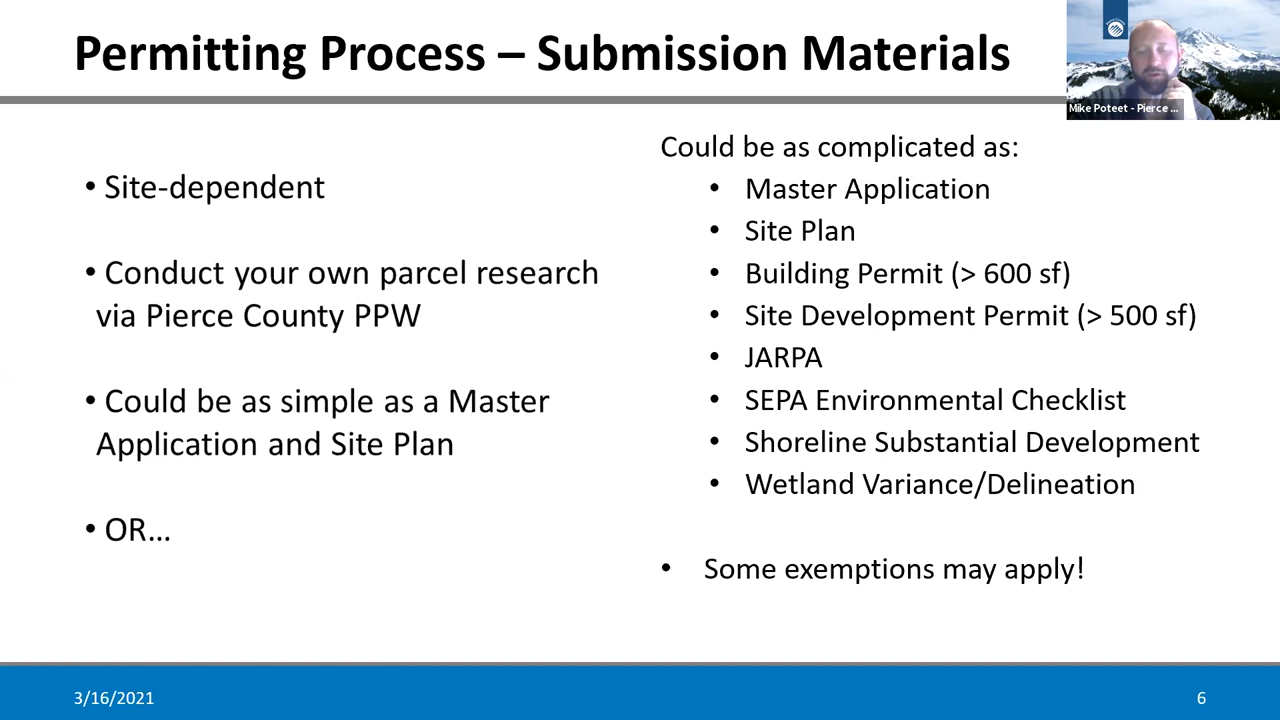 Permitting Process – Submission Materials
Mike Poteet - Pierce ...
• Site-dependent
• Conduct your own parcel research
via Pierce County PPW
• Could be as simple as a Master
Application and Site Plan
• OR...
Could be as complicated as:
• Master Application
• Site Plan
• Building Permit (> 600 sf)
• Site Development Permit (> 500 sf)
• JARPA
• SEPA Environmental Checklist
• Shoreline Substantial Development
• Wetland Variance/Delineation
• Some exemptions may apply!
3/16/2021
6